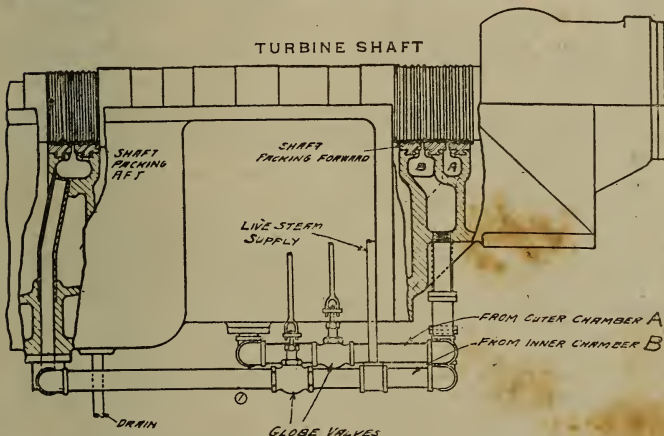 TURBINE SHAFT
SHAFT
PACKING
AFT
SHAFT
PACKING FORWARD
B
A
LIVE STEAM
SUPPLY
FROM OUTER CHAMBER A
FROM INNER CHAMBER B
DRAIN
GLOBE VALVES